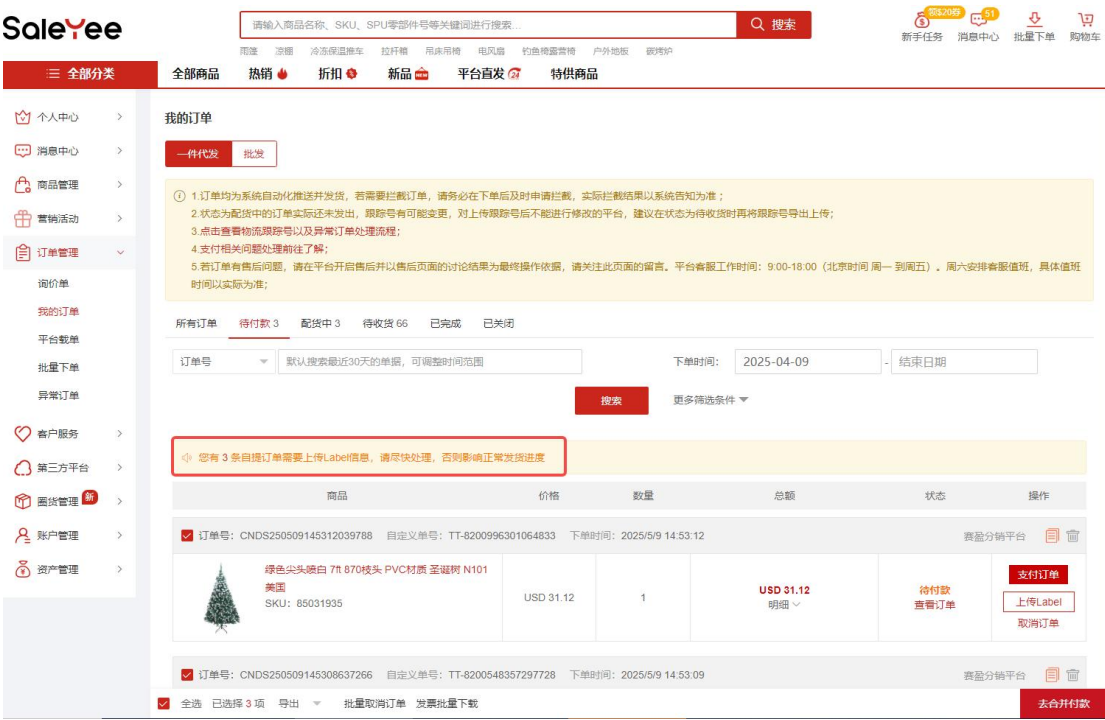 SaleYee
请输入商品名称、SKU、SPU零部件号等关键词进行搜索...
搜索
领$20券
51
新手任务 消息中心 批量下单 购物车
雨篷 凉棚 冷冻保温推车 拉杆箱 吊床吊椅 电风扇 钓鱼椅露营椅 户外地板 碳烤炉
全部分类
全部商品 热销 折扣 新品 NEW 平台直发 24 特供商品
个人中心
消息中心
商品管理
营销活动
订单管理
询价单
我的订单
平台载单
批量下单
异常订单
客户服务
第三方平台
圈货管理 新
账户管理
资产管理
我的订单
一件代发 批发
1.订单均为系统自动化推送并发货，若需要拦截订单，请务必在下单后及时申请拦截，实际拦截结果以系统告知为准；
2.状态为配货中的订单实际还未发出，跟踪号有可能变更，对上传跟踪号后不能进行修改的平台，建议在状态为待收货时再将跟踪号导出上传；
3.点击查看物流跟踪号以及异常订单处理流程；
4.支付相关问题处理前往了解；
5.若订单有售后问题，请在平台开启售后并以售后页面的讨论结果为最终操作依据，请关注此页面的留言。平台客服工作时间：9:00-18:00（北京时间 周一 到周五）。周六安排客服值班，具体值班
时间以实际为准；
所有订单 待付款 3 配货中 3 待收货 66 已完成 已关闭
订单号 默认搜索最近30天的单据，可调整时间范围 下单时间： 2025-04-09 - 结束日期
搜索 更多筛选条件
您有 3 条自提订单需要上传Label信息，请尽快处理，否则影响正常发货进度
商品 价格 数量 总额 状态 操作
订单号：CNDS250509145312039788 自定义单号：TT-8200996301064833 下单时间：2025/5/9 14:53:12 赛盈分销平台
绿色尖头喷白 7ft 870枝头 PVC材质 圣诞树 N101
美国
SKU：85031935
USD 31.12 1 USD 31.12
明细
待付款
查看订单
支付订单
上传Label
取消订单
订单号：CNDS250509145308637266 自定义单号：TT-8200548357297728 下单时间：2025/5/9 14:53:09 赛盈分销平台
全选 已选择 3 项 导出 批量取消订单 发票批量下载 去合并付款